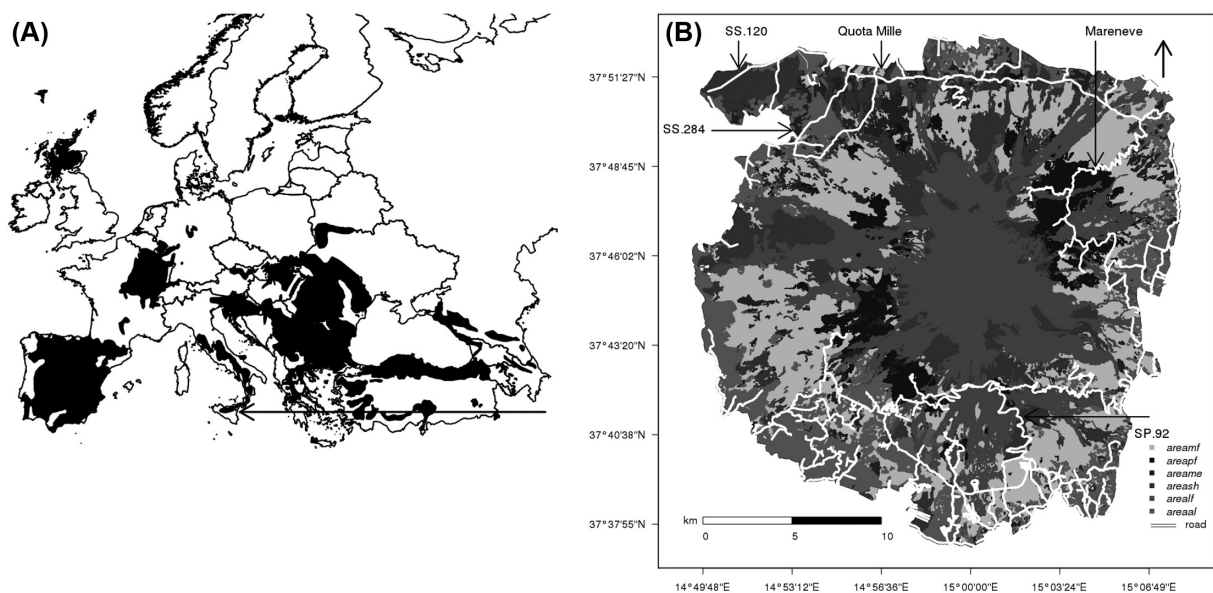 (A)
(B)
SS.120
Quota Mille
Mareneve
37°51'27"N
SS.284
37°48'45"N
37°46'02"N
37°43'20"N
37°40'38"N
SP.92
areamf
areapf
areame
areash
arealf
areaal
road
37°37'55"N
km
0
5
10
14°49'48"E
14°53'12"E
14°56'36"E
15°00'00"E
15°03'24"E
15°06'49"E